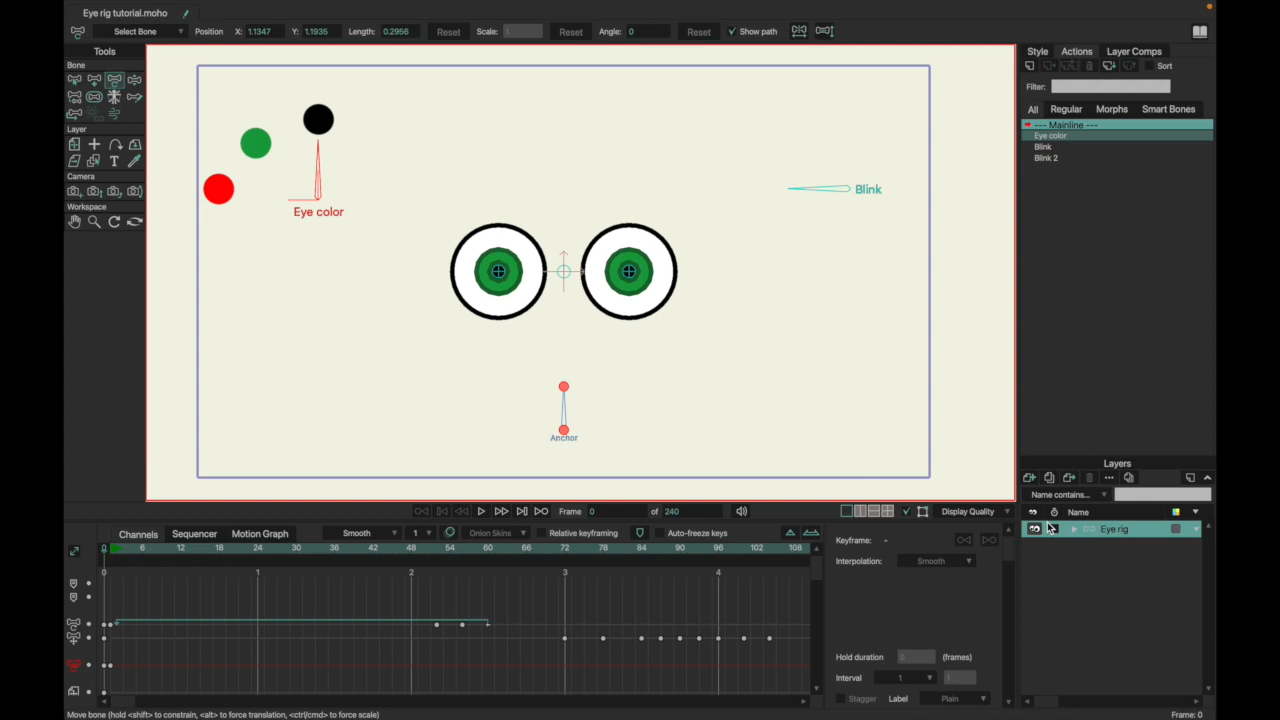 Eye rig tutorial.moho
Select Bone Position X: 1.1347 Y: 1.1935 Length: 0.2956 Reset Scale: 1 Reset Angle: 0 Reset Show path
Tools
Bone
Layer
Camera
Workspace
Eye color
Blink
Anchor
Style Actions Layer Comps
Sort
Filter:
All Regular Morphs Smart Bones
--- Mainline ---
Eye color
Blink
Blink 2
Layers
Name contains...
Name
Eye rig
Frame 0 of 240 Display Quality
Channels Sequencer Motion Graph Smooth 1 Onion Skins Relative keyframing Auto-freeze keys
0 6 12 18 24 30 36 42 48 54 60 66 72 78 84 90 96 102 108
0 1 2 3 4
Keyframe: -
Interpolation: Smooth
Hold duration 0 (frames)
Interval 1 1
Stagger Label Plain
Move bone (hold <shift> to constrain, <alt> to force translation, <ctrl/cmd> to force scale) Frame: 0